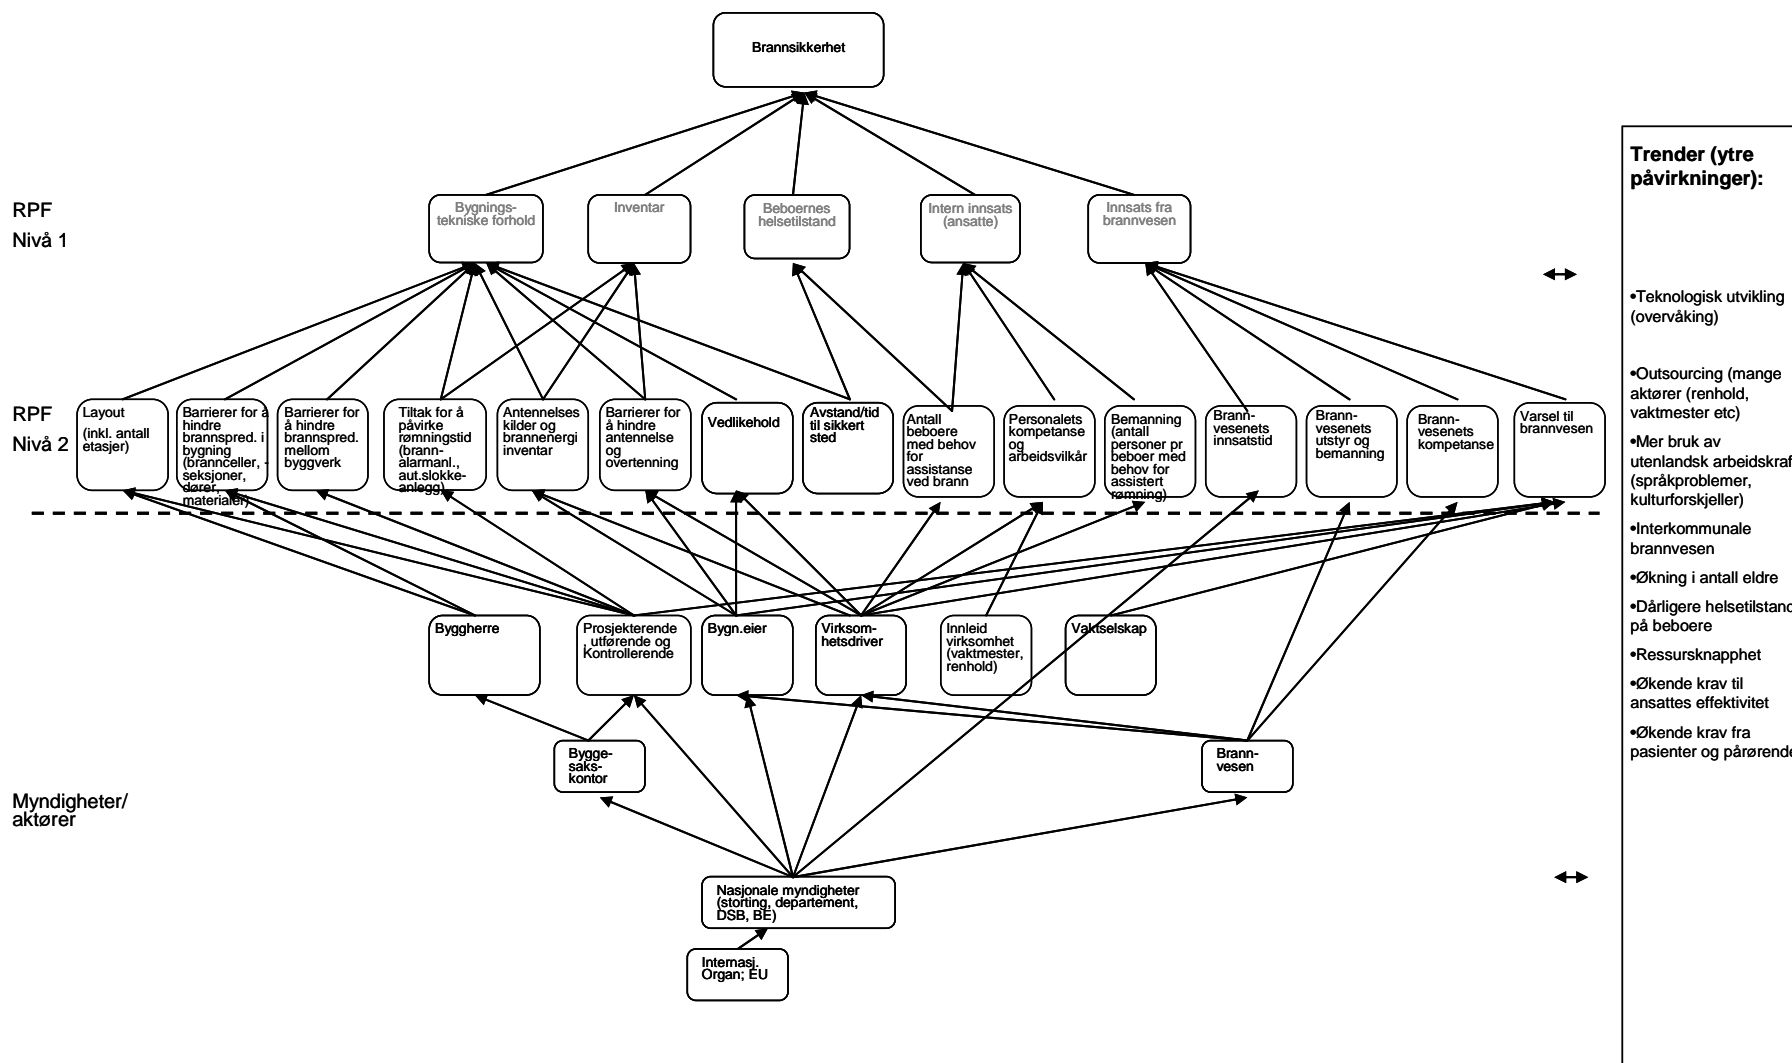 Brannsikkerhet
Trender (ytre
påvirkninger):
RPF
Nivå 1
Bygnings-
tekniske forhold
Inventar
Beboernes
helsetilstand
Intern innsats
(ansatte)
Innsats fra
brannvesen
•Teknologisk utvikling
(overvåking)
•Outsourcing (mange
aktører (renhold,
vaktmester etc)
•Mer bruk av
utenlandsk arbeidskraf
(språkproblemer,
kulturforskjeller)
•Interkommunale
brannvesen
•Økning i antall eldre
•Dårligere helsetilstand
på beboere
•Ressursknapphet
•Økende krav til
ansattes effektivitet
•Økende krav fra
pasienter og pårørende
RPF
Nivå 2
Layout
(inkl. antall
etasjer)
Barrierer for å
hindre
brannspred. i
bygning
(brannceller, -
seksjoner,
dører,
materialer)
Barrierer for
å hindre
brannspred.
mellom
byggverk
Tiltak for å
påvirke
rømningstid
(brann-
alarmanl.,
aut.slokke-
anlegg)
Antennelses
kilder og
brannenergi
inventar
Barrierer for
å hindre
antennelse
og
overtenning
Vedlikehold
Avstand/tid
til sikkert
sted
Antall
beboere
med behov
for
assistanse
ved brann
Personalets
kompetanse
og
arbeidsvilkår
Bemanning
(antall
personer pr
beboer med
behov for
assistert
rømning)
Brann-
vesenets
innsatstid
Brann-
vesenets
utstyr og
bemanning
Brann-
vesenets
kompetanse
Varsel til
brannvesen
Byggherre
Prosjekterende
, utførende og
Kontrollerende
Bygn.eier
Virksom-
hetsdriver
Innleid
virksomhet
(vaktmester,
renhold)
Vaktselskap
Bygge-
saks-
kontor
Brann-
vesen
Myndigheter/
aktører
Nasjonale myndigheter
(storting, departement,
DSB, BE)
Internasj.
Organ; EU